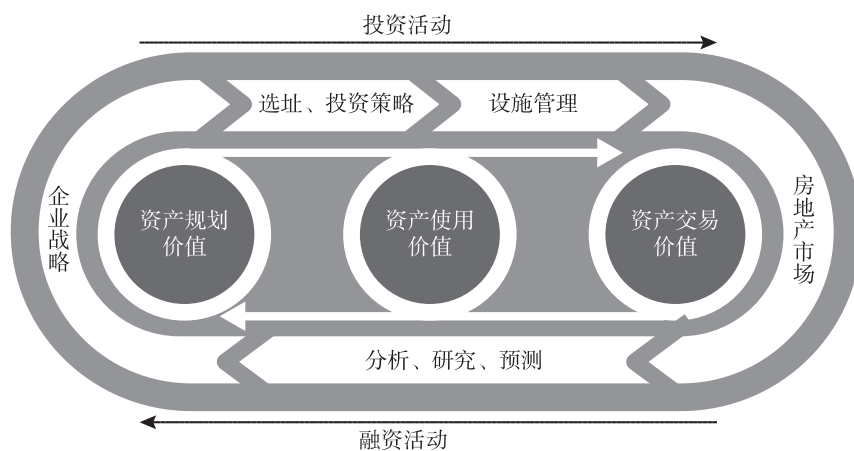 投资活动
选址、投资策略
设施管理
企业战略
资产规划
价值
资产使用
价值
资产交易
价值
房地产市场
分析、研究、预测
融资活动